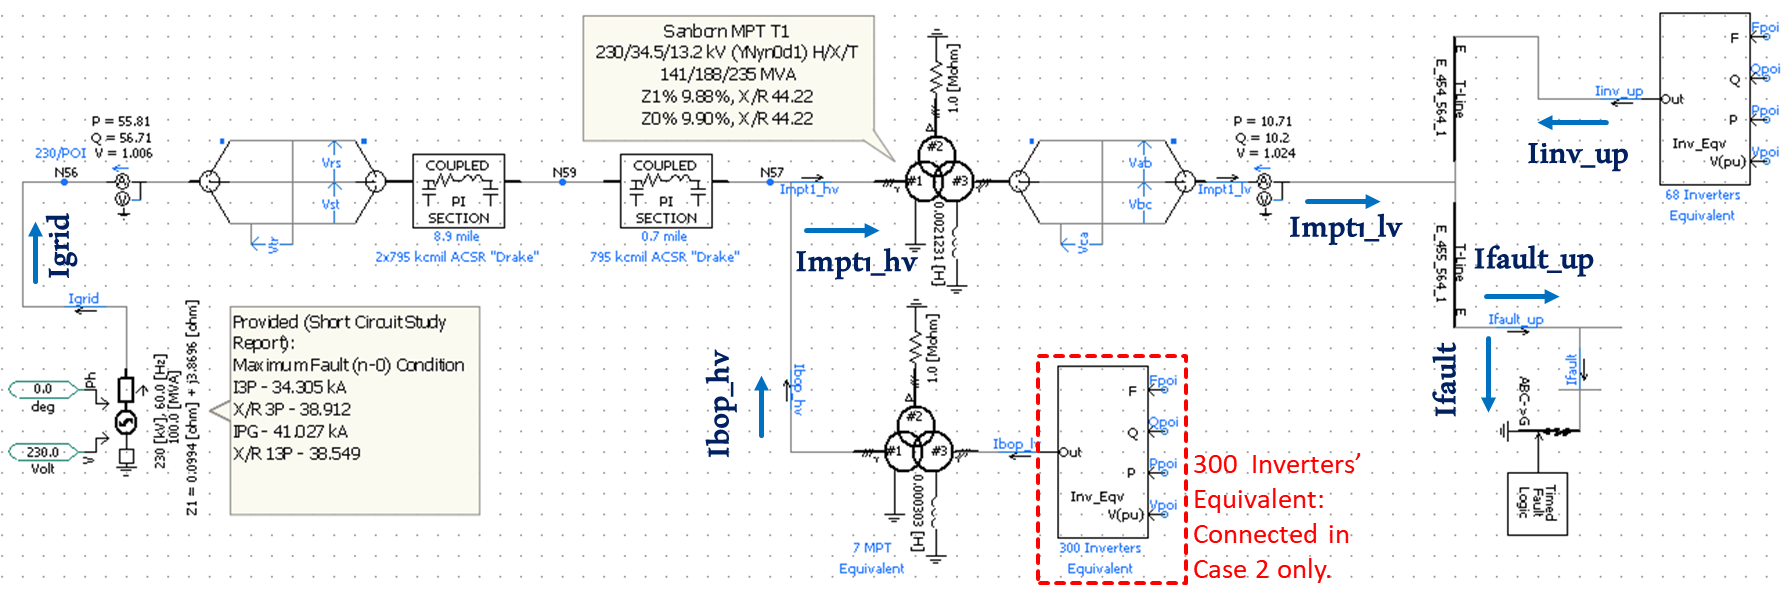 Sanborn MPT T1
230/34.5/13.2 kV (YNyn0d1) H/X/T
141/188/235 MVA
Z1% 9.88%, X/R 44.22
Z0% 9.90%, X/R 44.22
1.0 [Mohm]
#2
#1
#3
0.00212331 [H]
P = 55.81
Q = 56.71
V = 1.006
230/POI
N56
Vrs
Vst
Vtr
COUPLED
PI
SECTION
8.9 mile
2x795 kcmil ACSR "Drake"
N59
COUPLED
PI
SECTION
0.7 mile
795 kcmil ACSR "Drake"
N57
Impt1_hv
Impt1_hv
Vab
Vbc
Vca
Impt1_lv
P = 10.71
Q = 10.2
V = 1.024
Impt1_lv
E
T-Line
E_454_564_1
Iinv_up
Iinv_up
Out
F
Q
P
V(pu)
Inv_Eqv
Fpoi
Qpoi
Ppoi
Vpoi
68 Inverters
Equivalent
T-Line
E_455_564_1
E
Ifault_up
Ifault_up
Ifault
Ifault
ABC->G
Timed
Fault
Logic
Igrid
Igrid
0.0
deg
Ph
230.0
Volt
V
230 [kV], 60.0 [Hz]
100.0 [MVA]
Z1 = 0.0994 [ohm] + j3.8696 [ohm]
Provided (Short Circuit Study
Report):
Maximum Fault (n-0) Condition
I3P - 34.305 kA
X/R 3P - 38.912
IPG - 41.027 kA
X/R 13P - 38.549
Ibop_hv
Ibop_hv
1.0 [Mohm]
#2
#1
#3
0.000303 [H]
7 MPT
Equivalent
Ibop_lv
Out
F
Q
P
V(pu)
Inv_Eqv
Fpoi
Qpoi
Ppoi
Vpoi
300 Inverters
Equivalent
300 Inverters’
Equivalent:
Connected in
Case 2 only.